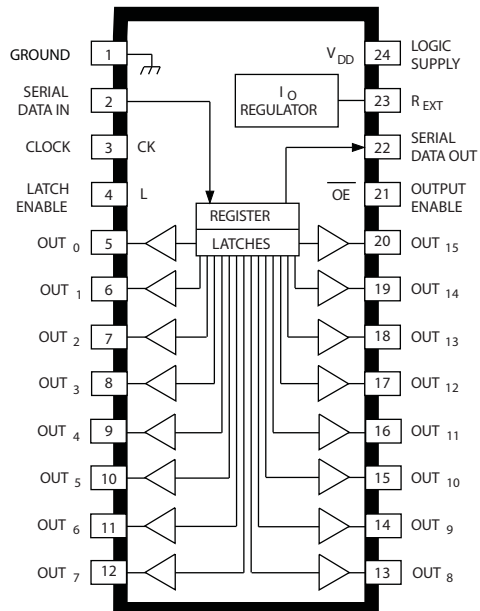 GROUND 1
V DD 24 LOGIC SUPPLY
SERIAL DATA IN 2
I O REGULATOR
23 R EXT
CLOCK 3 CK
22 SERIAL DATA OUT
LATCH ENABLE 4 L
OE 21 OUTPUT ENABLE
REGISTER
LATCHES
OUT 0 5
20 OUT 15
OUT 1 6
19 OUT 14
OUT 2 7
18 OUT 13
OUT 3 8
17 OUT 12
OUT 4 9
16 OUT 11
OUT 5 10
15 OUT 10
OUT 6 11
14 OUT 9
OUT 7 12
13 OUT 8